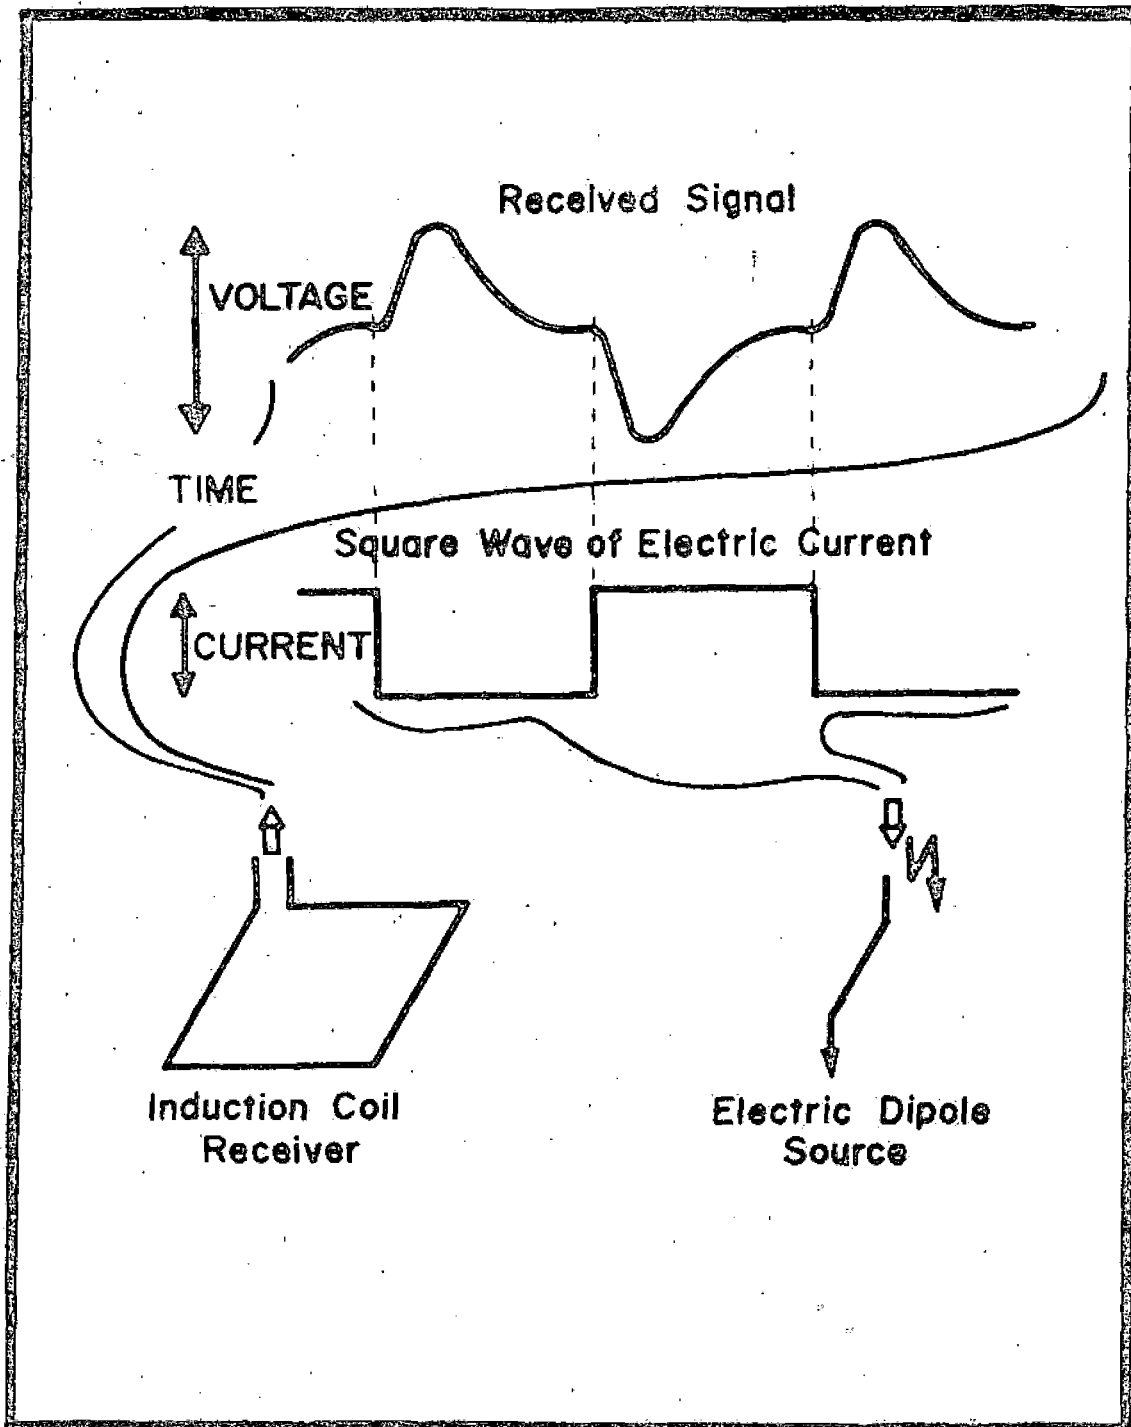 Received Signal
VOLTAGE
TIME
Square Wave of Electric Current
CURRENT
Induction Coil
Receiver
Electric Dipole
Source